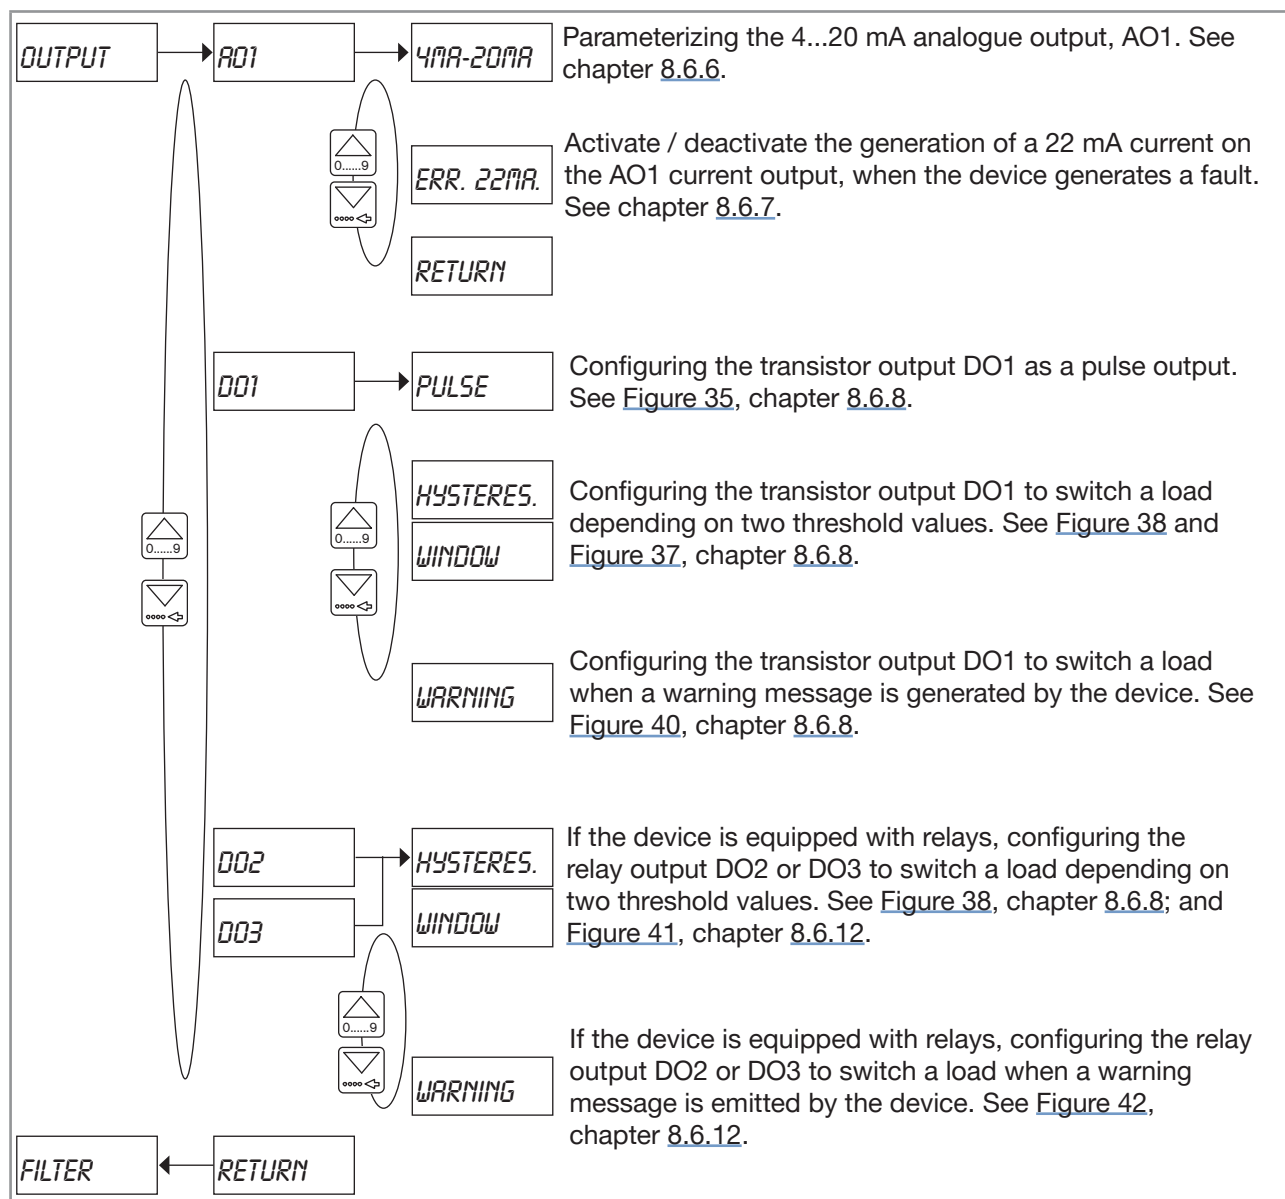 OUTPUT
AO1
4MA-20MA
Parameterizing the 4...20 mA analogue output, AO1. See
chapter 8.6.6.
0......9
ERR. 22MA.
Activate / deactivate the generation of a 22 mA current on
the AO1 current output, when the device generates a fault.
See chapter 8.6.7.
RETURN
DO1
PULSE
Configuring the transistor output DO1 as a pulse output.
See Figure 35, chapter 8.6.8.
0......9
0......9
HYSTERES.
WINDOW
Configuring the transistor output DO1 to switch a load
depending on two threshold values. See Figure 38 and
Figure 37, chapter 8.6.8.
WARNING
Configuring the transistor output DO1 to switch a load
when a warning message is generated by the device. See
Figure 40, chapter 8.6.8.
DO2
DO3
HYSTERES.
WINDOW
If the device is equipped with relays, configuring the
relay output DO2 or DO3 to switch a load depending on
two threshold values. See Figure 38, chapter 8.6.8; and
Figure 41, chapter 8.6.12.
0......9
WARNING
If the device is equipped with relays, configuring the relay
output DO2 or DO3 to switch a load when a warning
message is emitted by the device. See Figure 42,
chapter 8.6.12.
FILTER
RETURN